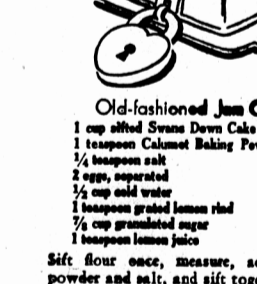 Old-fashioned Jam C
1 cup sifted Swans Down Cake
1 teaspoon Calumet Baking Po
¼ teaspoon salt
2 eggs, separated
½ cup cold water
1 teaspoon grated lemon rind
⅞ cup granulated sugar
1 teaspoon lemon juice
Sift flour once, measure, a
powder and salt, and sift toge